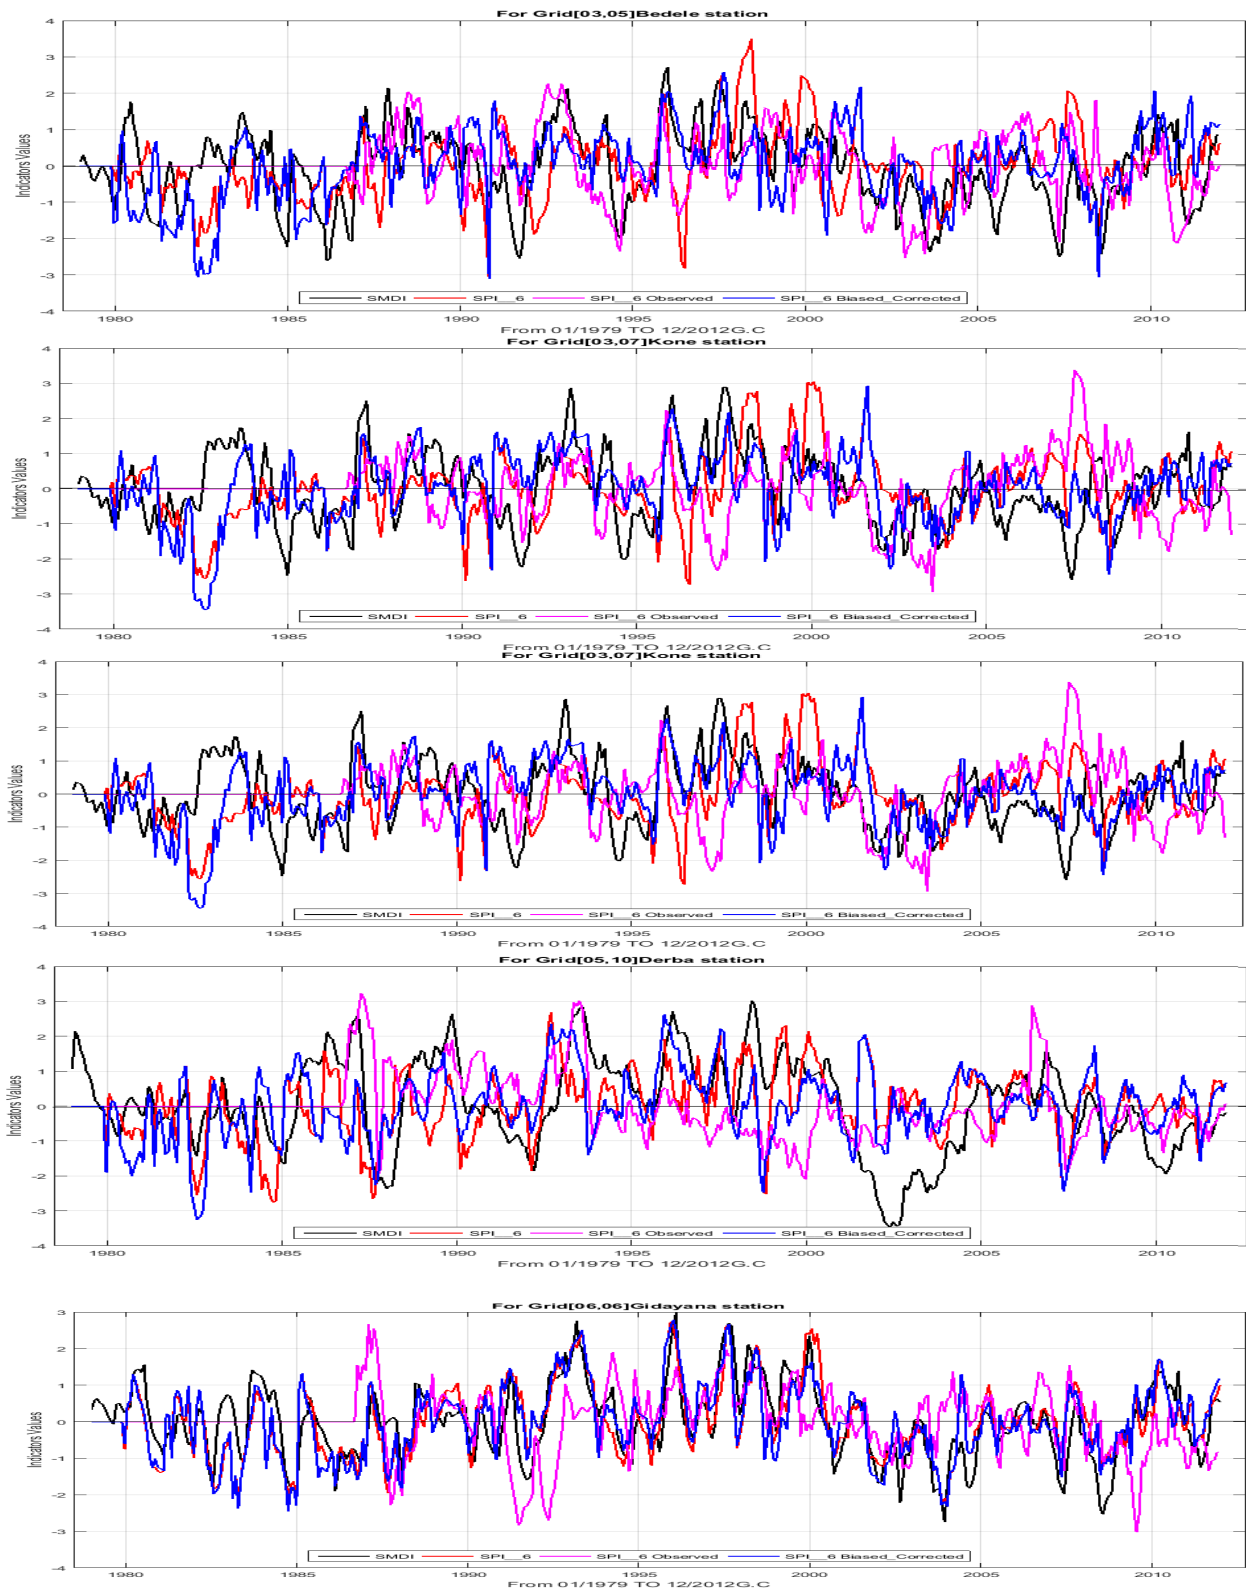 For Grid[03,05]Bedele station
4
3
2
1
0
-1
-2
-3
-4
Indicators Values
SMDI SPI__6 SPI__6 Observed SPI__6 Biased_Corrected
1980 1985 1990 1995 2000 2005 2010
From 01/1979 TO 12/2012G.C
For Grid[03,07]Kone station
4
3
2
1
0
-1
-2
-3
-4
Indicators Values
SMDI SPI__6 SPI__6 Observed SPI__6 Biased_Corrected
1980 1985 1990 1995 2000 2005 2010
From 01/1979 TO 12/2012G.C
For Grid[03,07]Kone station
4
3
2
1
0
-1
-2
-3
-4
Indicators Values
SMDI SPI__6 SPI__6 Observed SPI__6 Biased_Corrected
1980 1985 1990 1995 2000 2005 2010
From 01/1979 TO 12/2012G.C
For Grid[05,10]Derba station
4
3
2
1
0
-1
-2
-3
-4
Indicators Values
SMDI SPI__6 SPI__6 Observed SPI__6 Biased_Corrected
1980 1985 1990 1995 2000 2005 2010
From 01/1979 TO 12/2012G.C
For Grid[06,06]Gidayana station
3
2
1
0
-1
-2
-3
-4
Indicators Values
SMDI SPI__6 SPI__6 Observed SPI__6 Biased_Corrected
1980 1985 1990 1995 2000 2005 2010
From 01/1979 TO 12/2012G.C